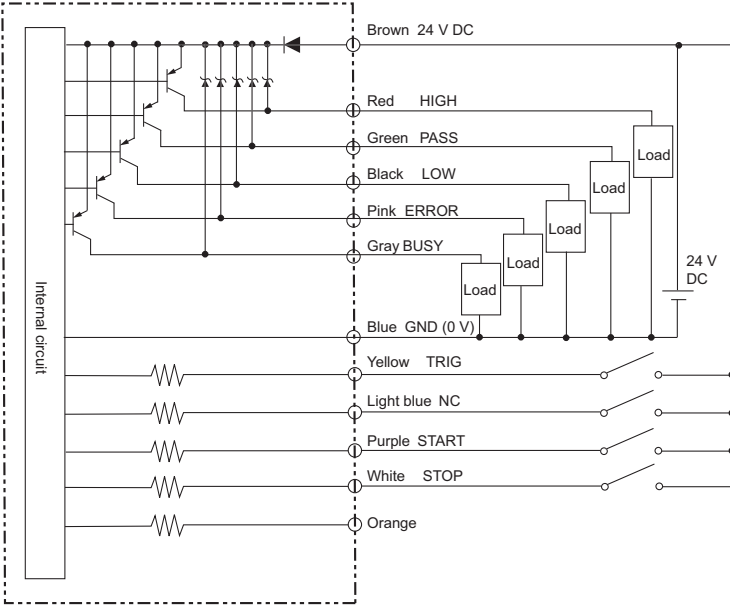 Brown 24 V DC
Red HIGH
Green PASS
Load
Black LOW
Load
Pink ERROR
Load
Gray BUSY
Load
24 V
DC
Load
Internal circuit
Blue GND (0 V)
Yellow TRIG
Light blue NC
Purple START
White STOP
Orange